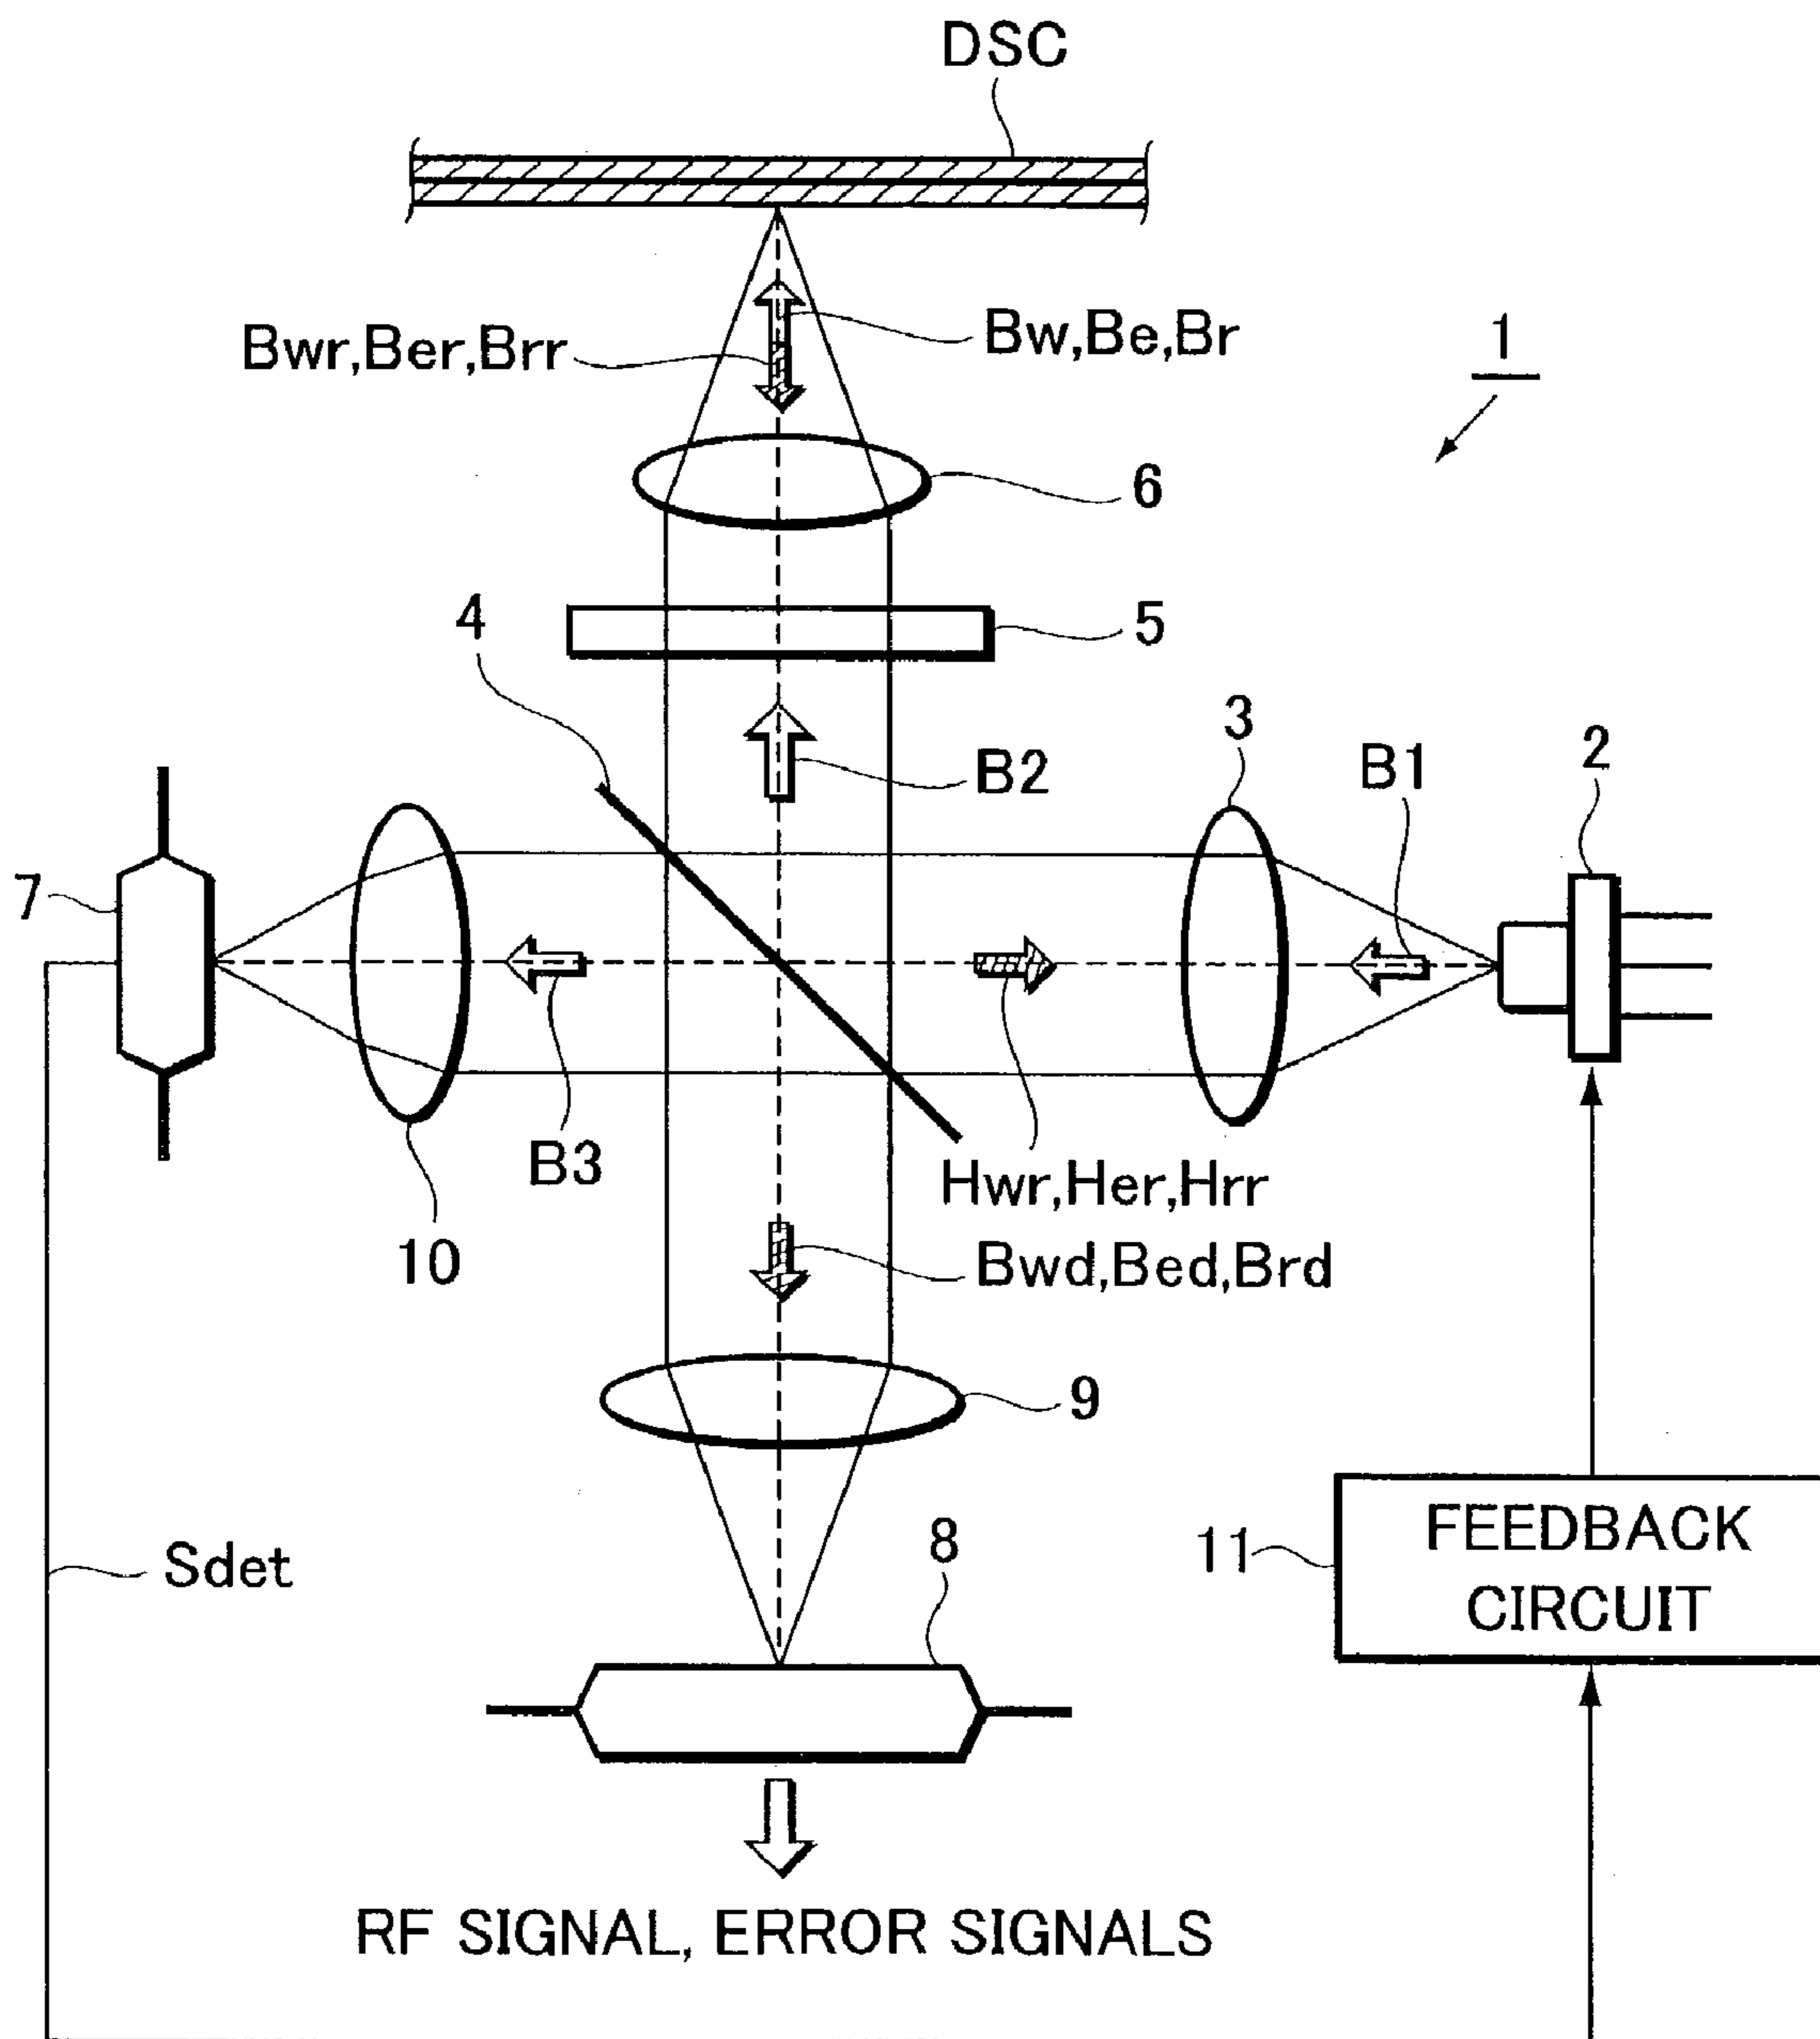 DSC
Bwr,Ber,Brr
Bw,Be,Br
1
6
5
4
3
2
B1
B2
7
B3
10
Hwr,Her,Hrr
Bwd,Bed,Brd
9
8
Sdet
11
FEEDBACK
CIRCUIT
RF SIGNAL, ERROR SIGNALS